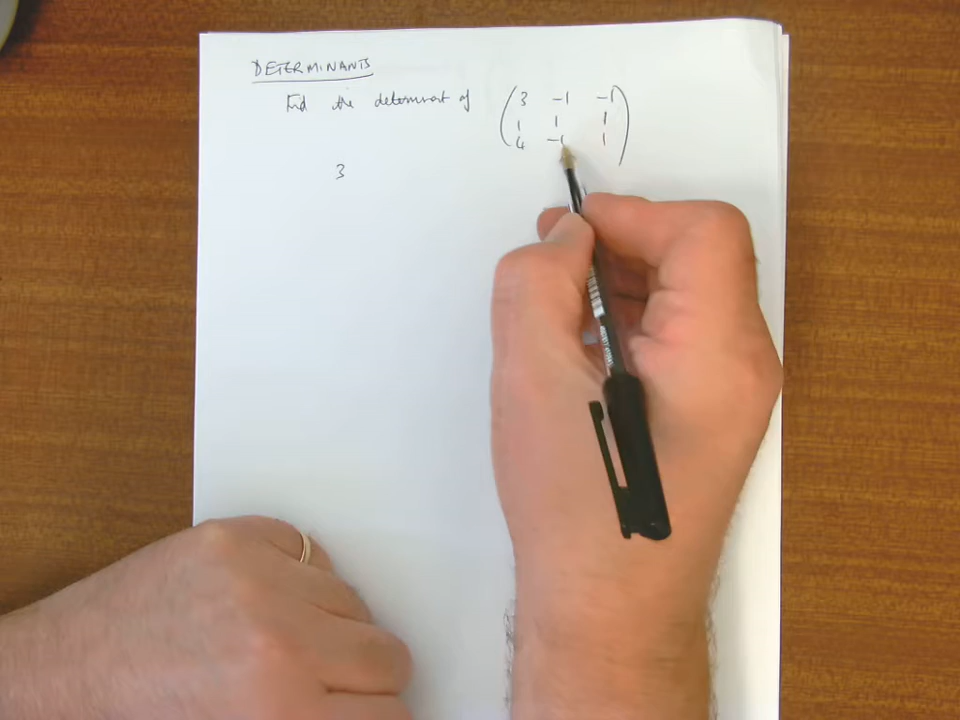 DETERMINANTS
Find the determinant of
3 -1 -1
1 1 1
4 -1 1
3